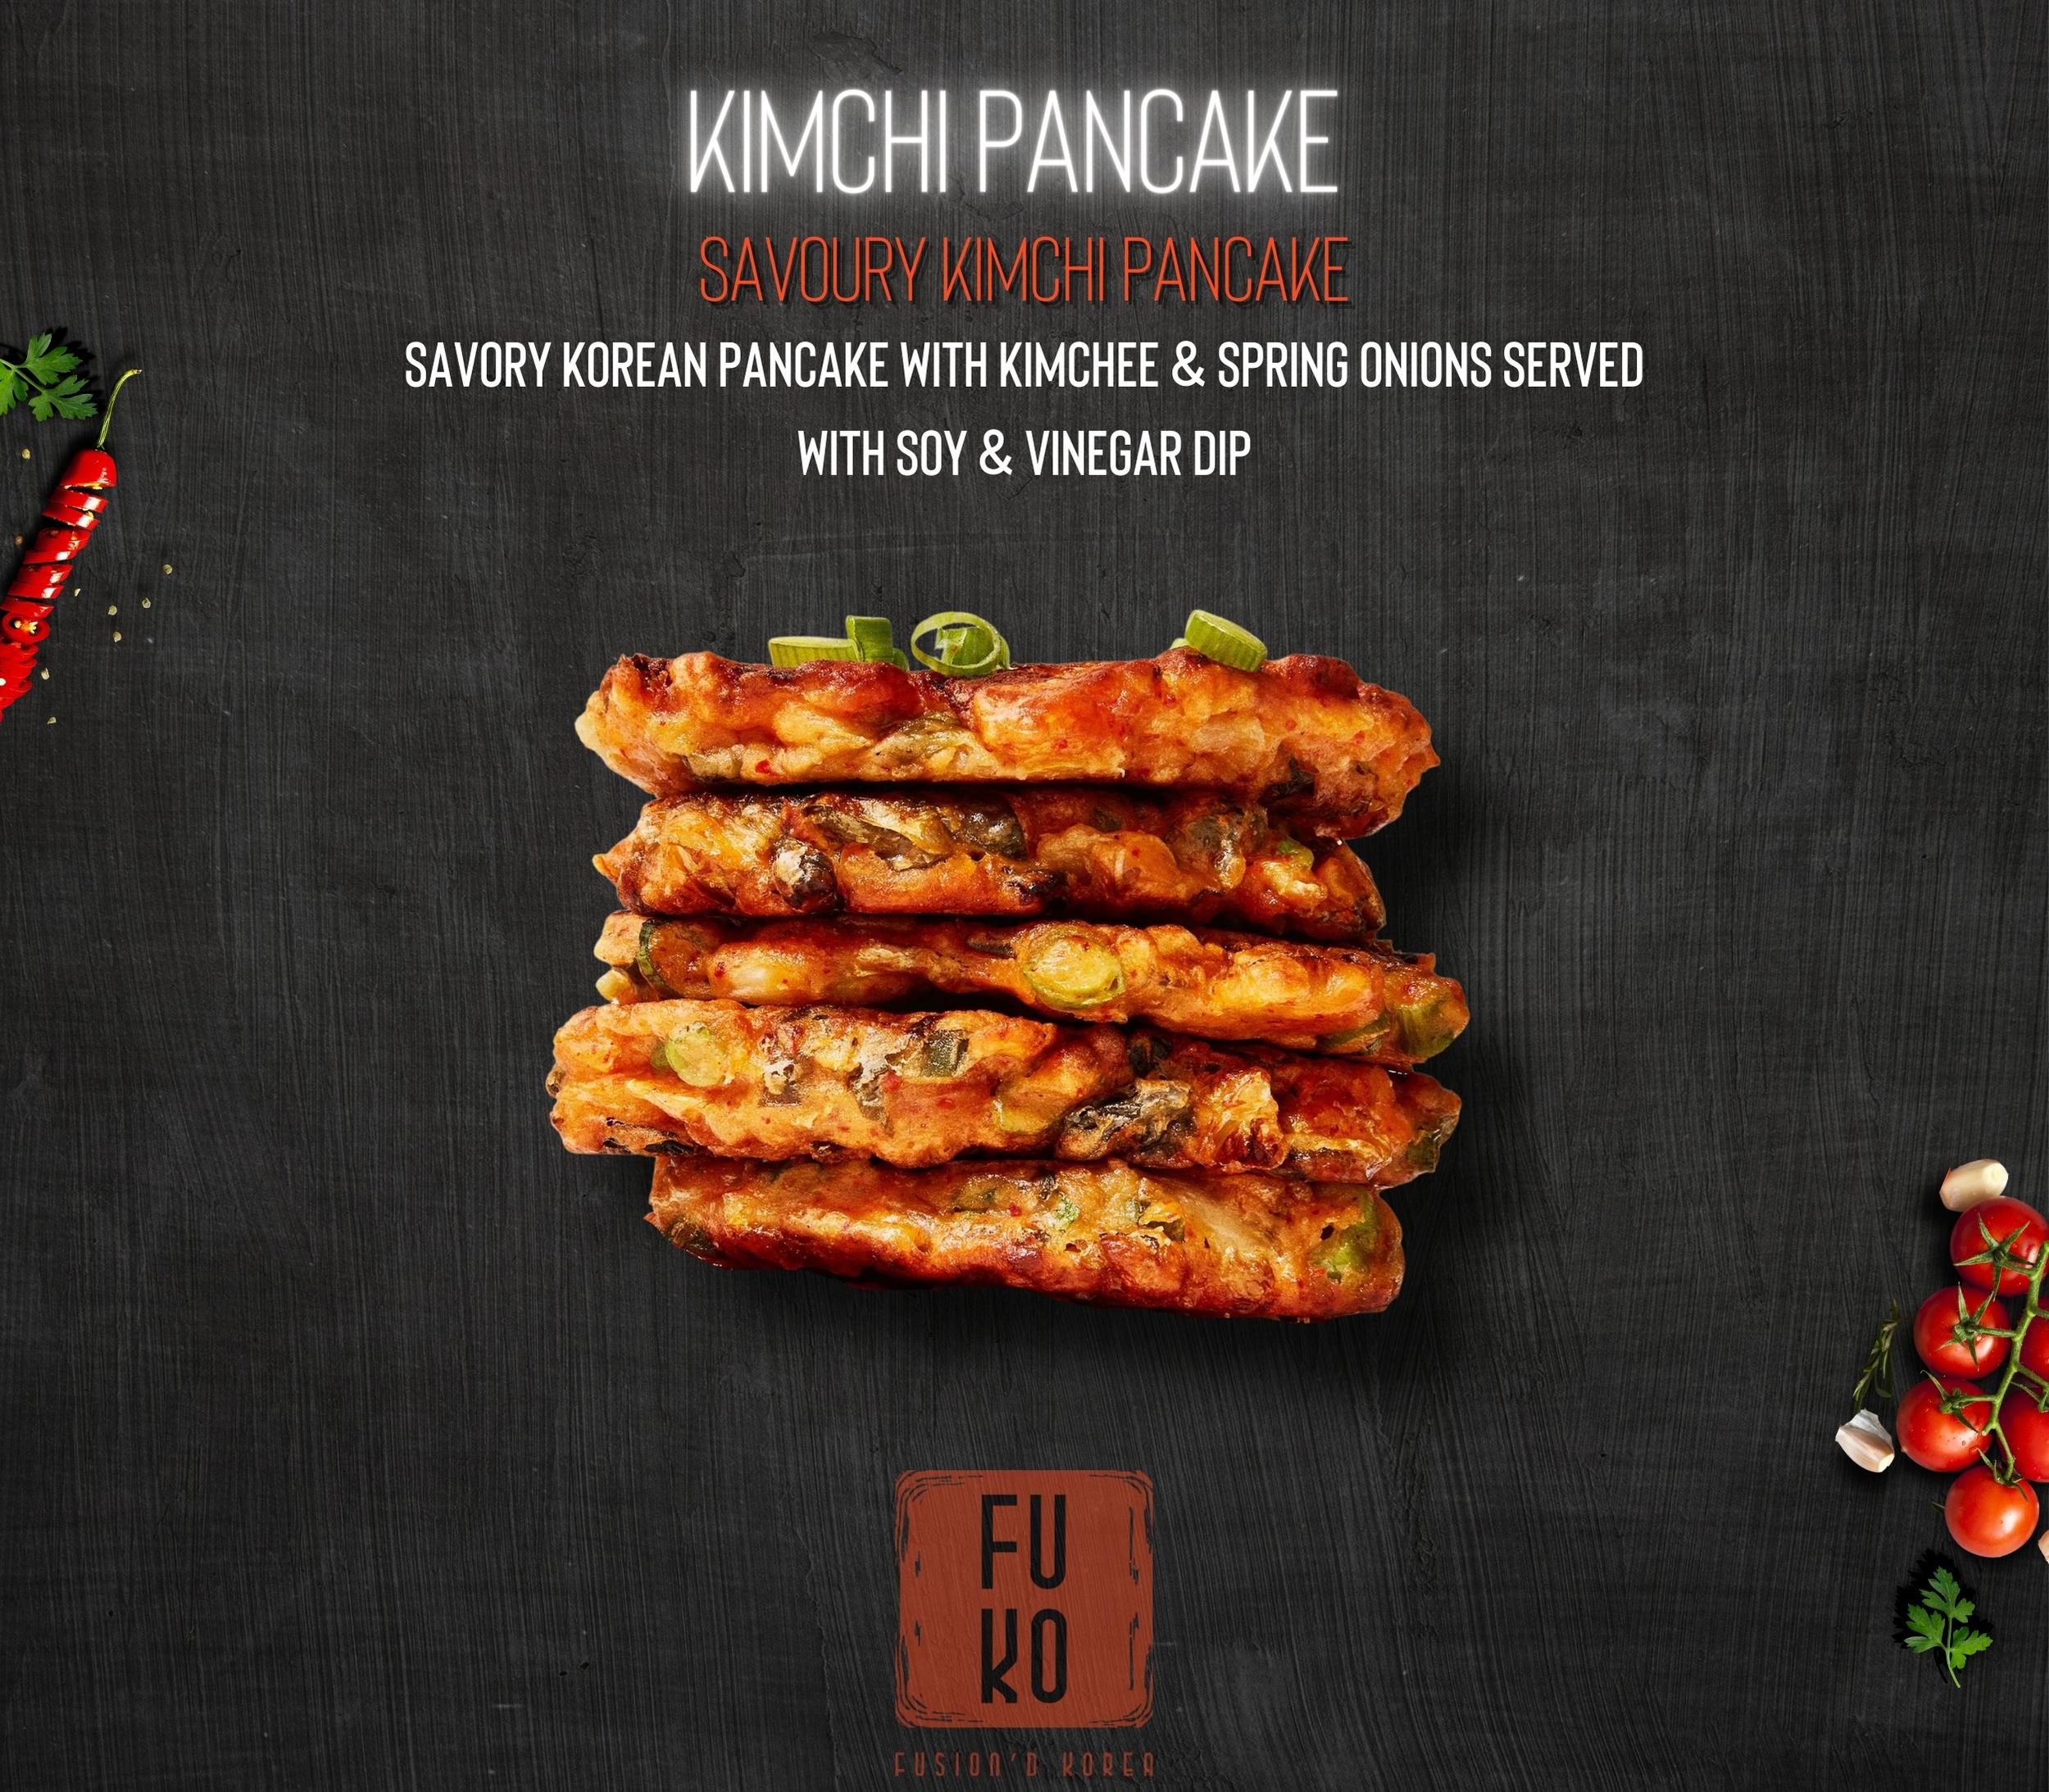 KIMCHI PANCAKE
SAVOURY KIMCHI PANCAKE
SAVORY KOREAN PANCAKE WITH KIMCHEE & SPRING ONIONS SERVED
WITH SOY & VINEGAR DIP
FU
KO
FUSION'D KOREA